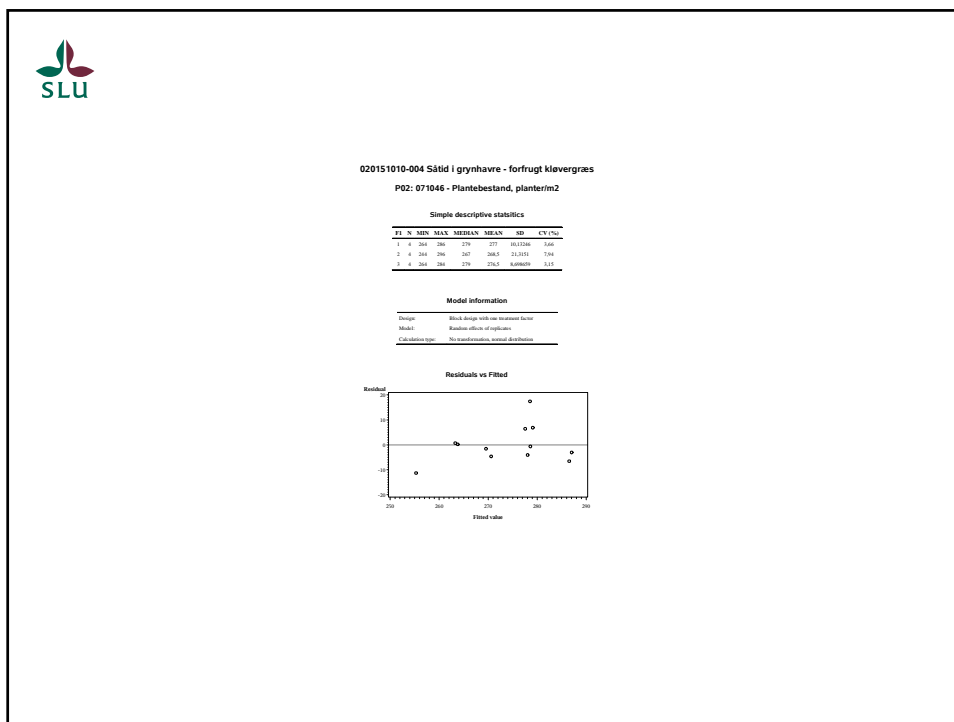 SLU
020151010-004 Såtid i grynhavre - forfrugt kløvergræs
P02: 071046 - Plantebestand, planter/m2
Simple descriptive statsitics
F1 N MIN MAX MEDIAN MEAN SD CV (%)
1 4 264 286 279 277 10,13246 3,66
2 4 244 296 267 268,5 21,3151 7,94
3 4 264 284 279 276,5 8,698659 3,15
Model information
Design: Block design with one treatment factor
Model: Random effects of replicates
Calculation type: No transformation, normal distribution
Residuals vs Fitted
Residual
20
10
0
-10
-20
250 260 270 280 290
Fitted value